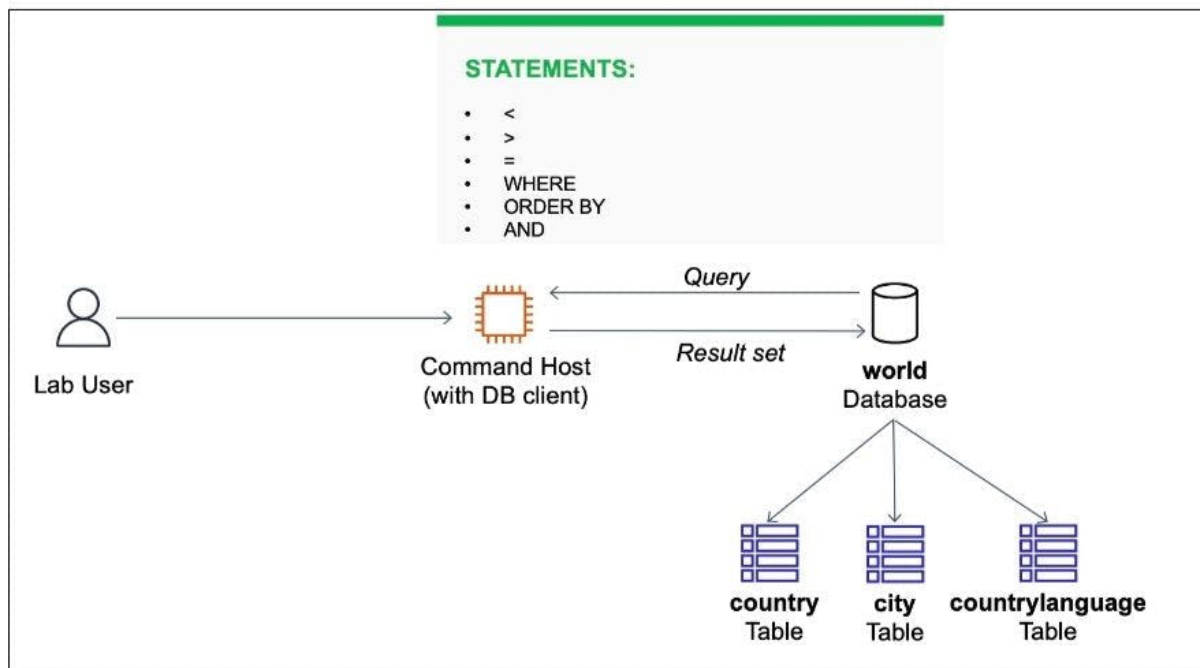 STATEMENTS:
• <
• >
• =
• WHERE
• ORDER BY
• AND
Query
Result set
Lab User
Command Host
(with DB client)
world
Database
country
Table
city
Table
countrylanguage
Table